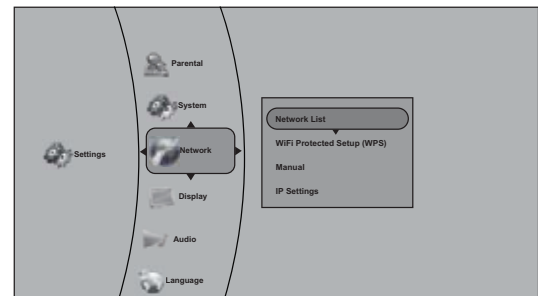 Parental
System
Settings
Network
Display
Audio
Language
Network List
WiFi Protected Setup (WPS)
Manual
IP Settings